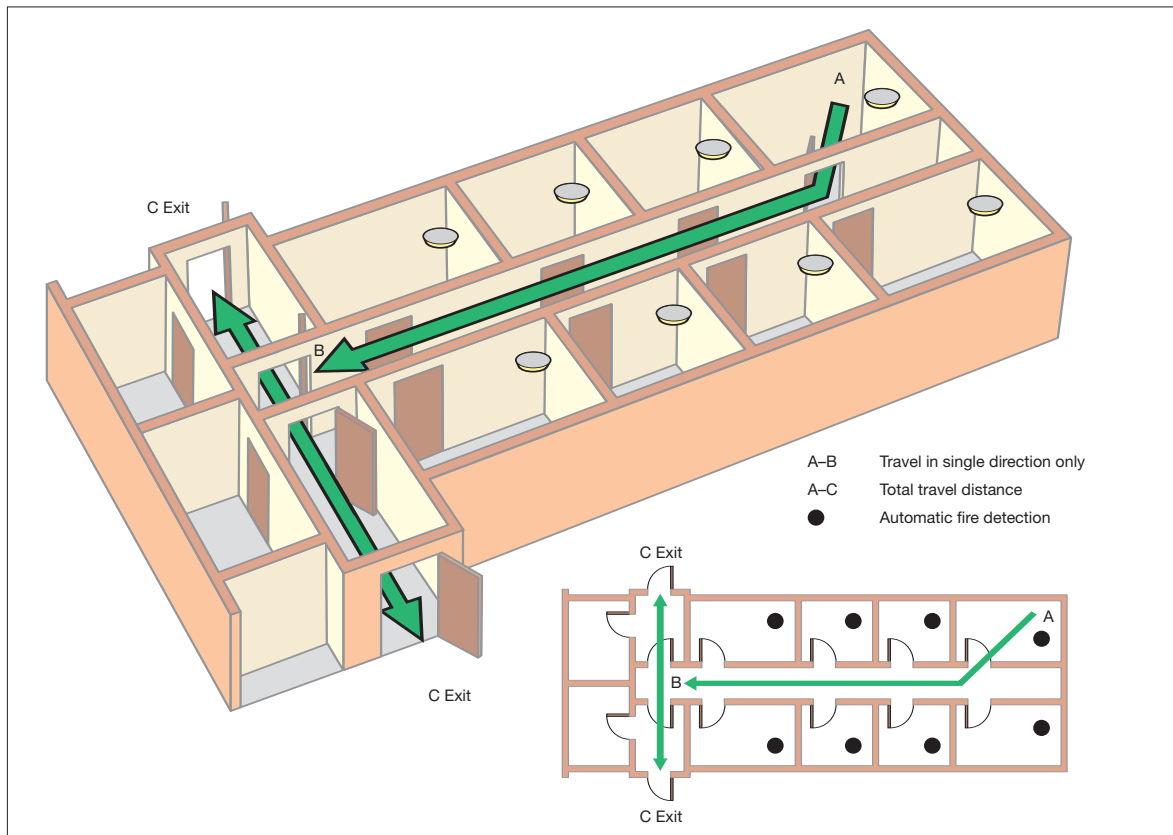 A
C Exit
B
A–B Travel in single direction only
A–C Total travel distance
Automatic fire detection
C Exit
C Exit
A
B
C Exit